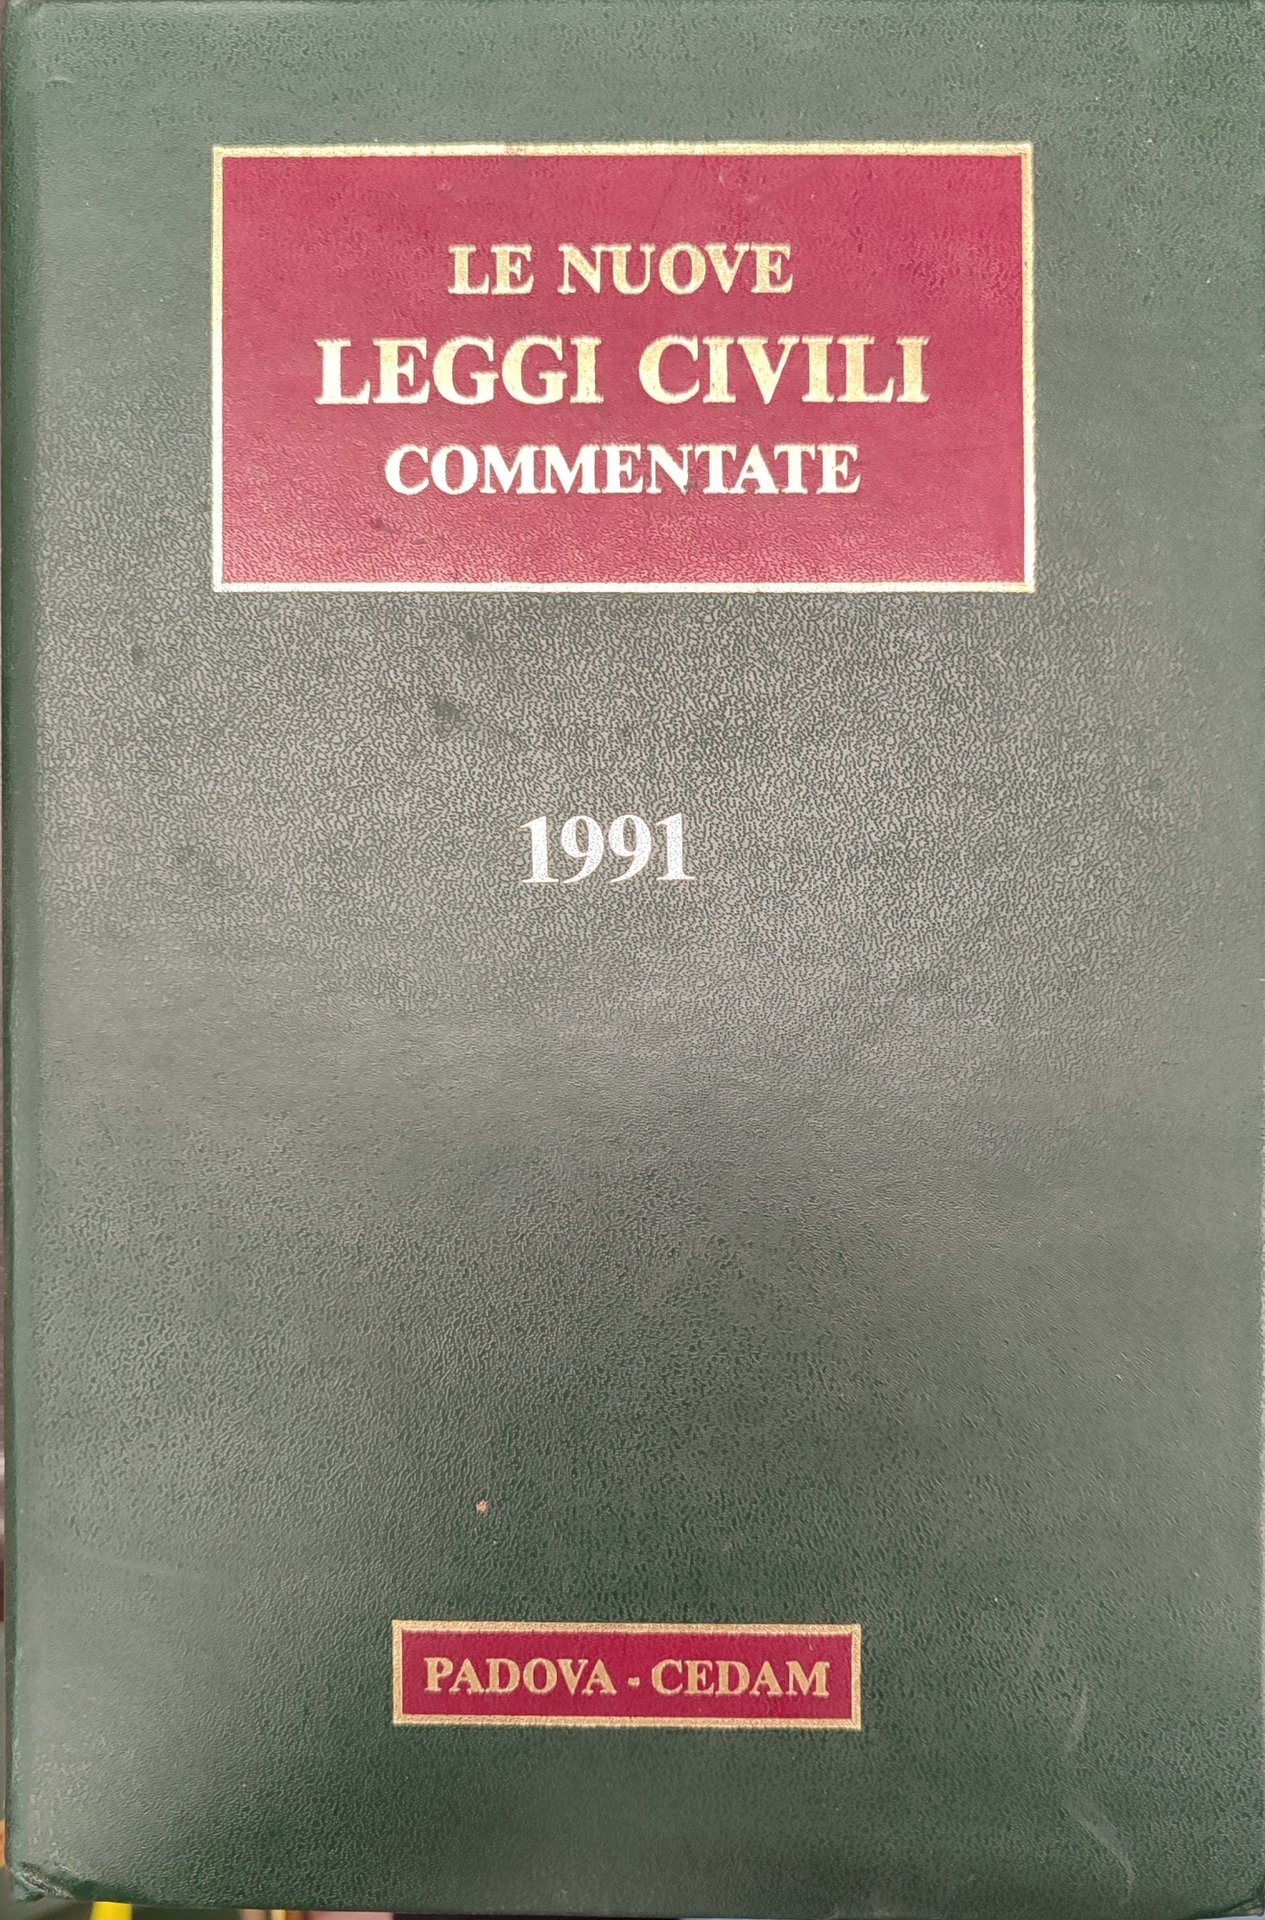 LE NUOVE
LEGGI CIVILI
COMMENTATE
1991
PADOVA - CEDAM